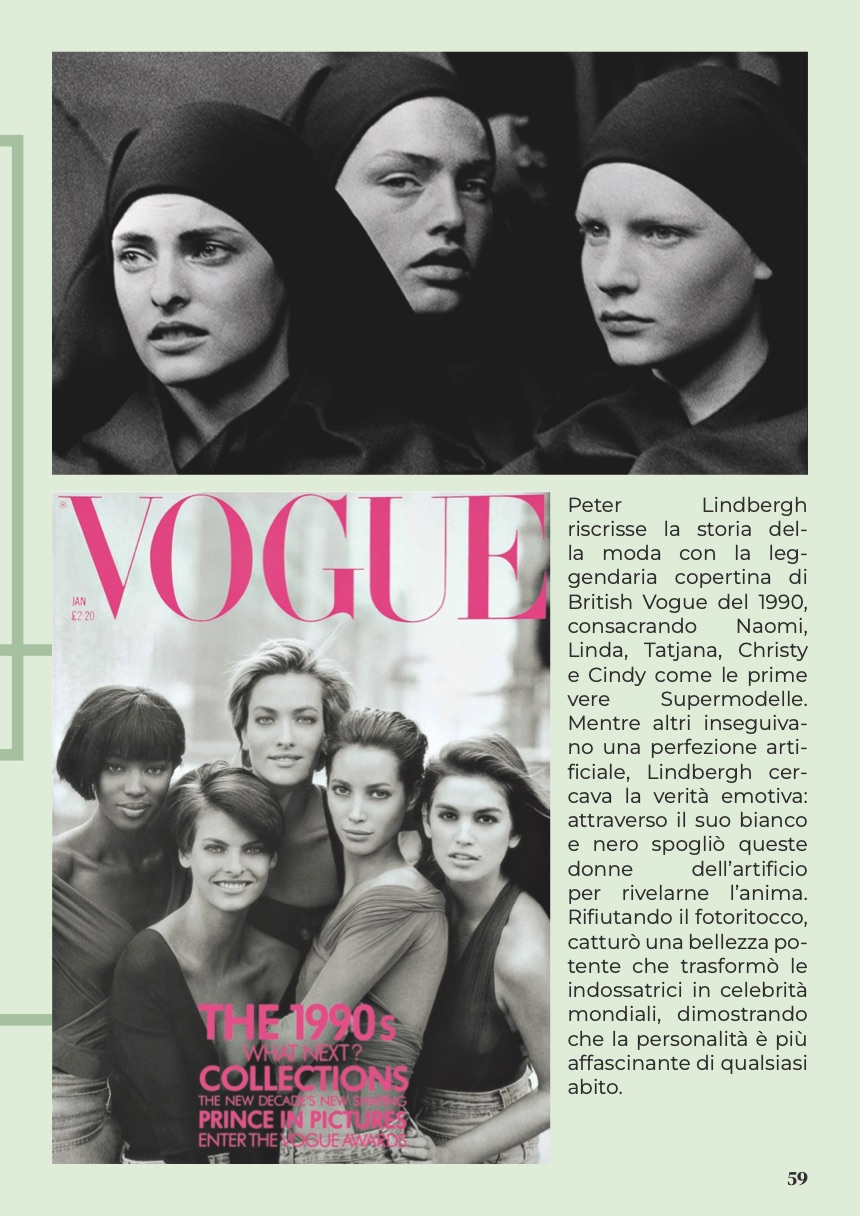 VOGUE
®
JAN
£2·20
THE 1990s
WHAT NEXT?
COLLECTIONS
THE NEW DECADE'S NEW SHAPING
PRINCE IN PICTURES
ENTER THE VOGUE AWARDS
Peter Lindbergh
riscrisse la storia del-
la moda con la leg-
gendaria copertina di
British Vogue del 1990,
consacrando Naomi,
Linda, Tatjana, Christy
e Cindy come le prime
vere Supermodelle.
Mentre altri inseguiva-
no una perfezione arti-
ficiale, Lindbergh cer-
cava la verità emotiva:
attraverso il suo bianco
e nero spogliò queste
donne dell’artificio
per rivelarne l’anima.
Rifiutando il fotoritocco,
catturò una bellezza po-
tente che trasformò le
indossatrici in celebrità
mondiali, dimostrando
che la personalità è più
affascinante di qualsiasi
abito.
59